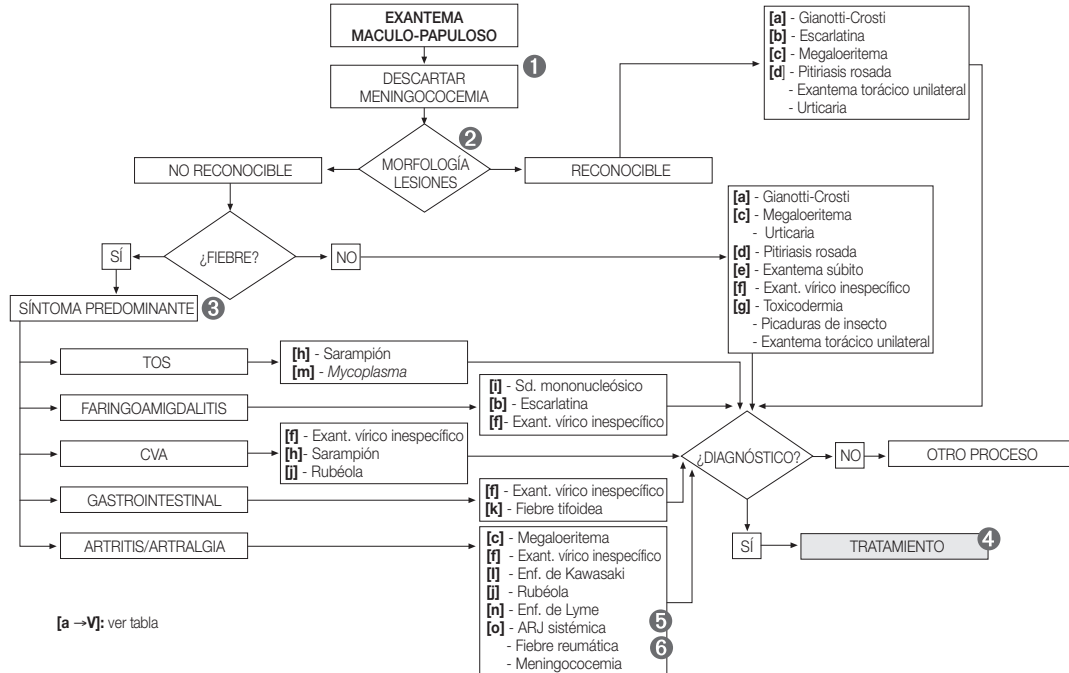 EXANTEMA
MACULO-PAPULOSO
1
DESCARTAR
MENINGOCOCEMIA
2
MORFOLOGÍA
LESIONES
NO RECONOCIBLE
RECONOCIBLE
[a] - Gianotti-Crosti
[b] - Escarlatina
[c] - Megaloeritema
[d] - Pitiriasis rosada
- Exantema torácico unilateral
- Urticaria
¿FIEBRE?
SÍ
NO
[a] - Gianotti-Crosti
[c] - Megaloeritema
- Urticaria
[d] - Pitiriasis rosada
[e] - Exantema súbito
[f] - Exant. vírico inespecífico
[g] - Toxicodermia
- Picaduras de insecto
- Exantema torácico unilateral
SÍNTOMA PREDOMINANTE
3
TOS
[h] - Sarampión
[m] - Mycoplasma
FARINGOAMIGDALITIS
[i] - Sd. mononucleósico
[b] - Escarlatina
[f]- Exant. vírico inespecífico
CVA
[f] - Exant. vírico inespecífico
[h]- Sarampión
[j] - Rubéola
GASTROINTESTINAL
[f] - Exant. vírico inespecífico
[k] - Fiebre tifoidea
ARTRITIS/ARTRALGIA
[c] - Megaloeritema
[f] - Exant. vírico inespecífico
[l] - Enf. de Kawasaki
[j] - Rubéola
[n] - Enf. de Lyme
[o] - ARJ sistémica
- Fiebre reumática
- Meningococemia
5
6
¿DIAGNÓSTICO?
NO
OTRO PROCESO
SÍ
TRATAMIENTO
4
[a →V]: ver tabla